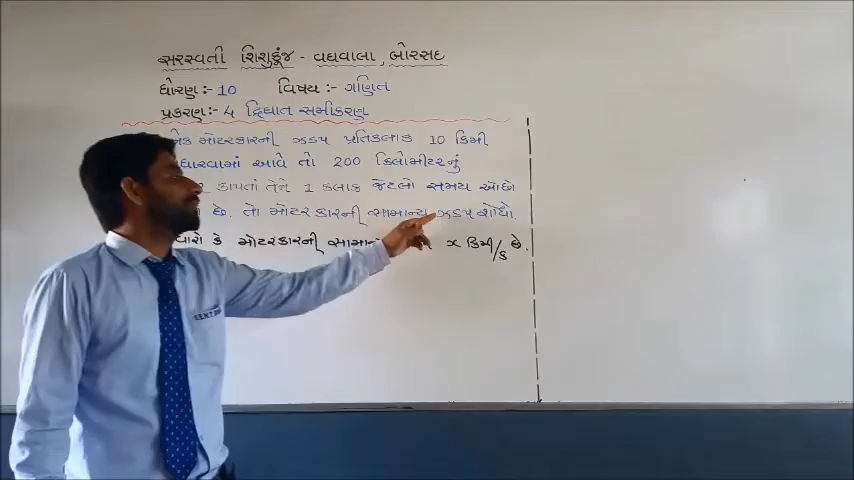 સરસ્વતી શિશુકુંજ - વઘવાલા, બોરસદ
ધોરણ :- 10 વિષય :- ગણિત
પ્રકરણ :- 4 દ્વિઘાત સમીકરણ
મોટરકારની ઝડપ પ્રતિકલાક 10 કિમી
વધારવામાં આવે તો 200 કિલોમીટરનું
કાપતાં તેને 1 કલાક જેટલો સમય ઓછો
છે. તો મોટરકારની સામાન્ય ઝડપ શોધો.
કે મોટરકારની x કિમી/ક છે.